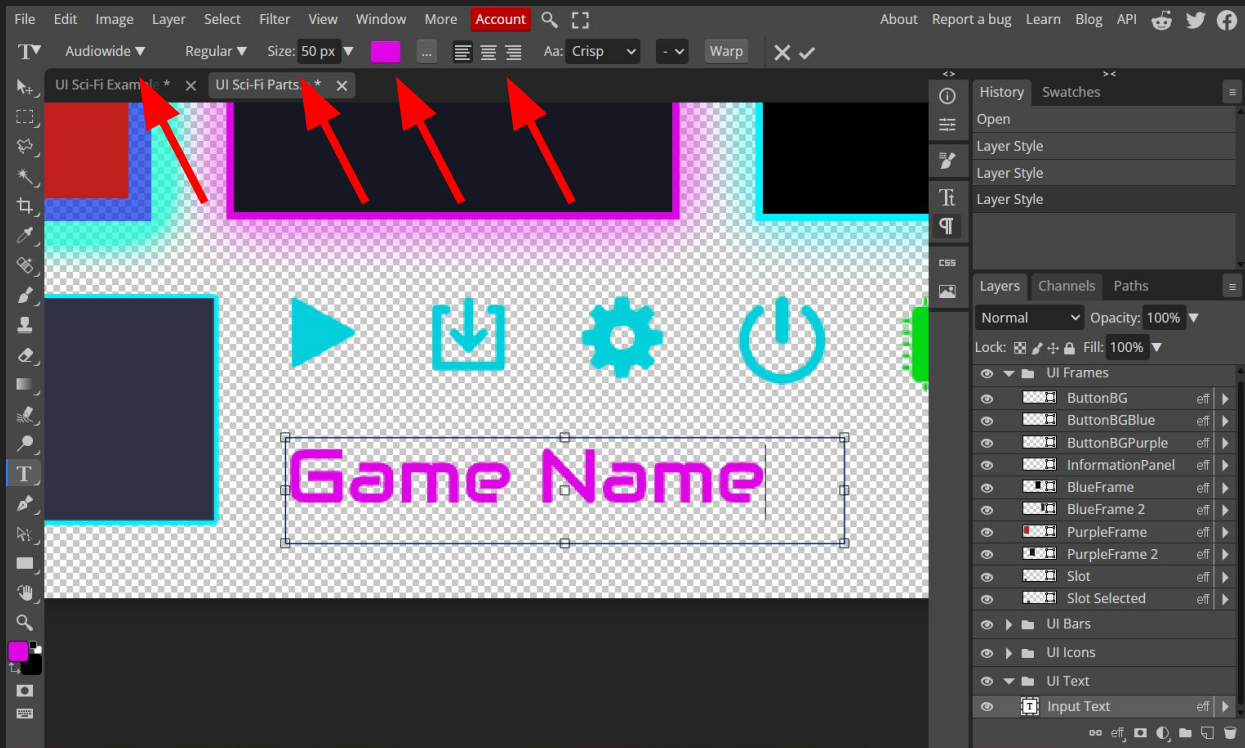 File Edit Image Layer Select Filter View Window More Account About Report a bug Learn Blog API
Audiowide Regular Size: 50 px ... Aa: Crisp - Warp
UI Sci-Fi Example * UI Sci-Fi Parts * 
History Swatches
Open
Layer Style
Layer Style
Layer Style
CSS
Layers Channels Paths
Normal Opacity: 100%
Lock: Fill: 100%
UI Frames
ButtonBG eff
ButtonBGBlue eff
ButtonBGPurple eff
InformationPanel eff
BlueFrame eff
BlueFrame 2 eff
PurpleFrame eff
PurpleFrame 2 eff
Slot eff
Slot Selected eff
UI Bars
UI Icons
UI Text
Input Text eff
eff
Game Name